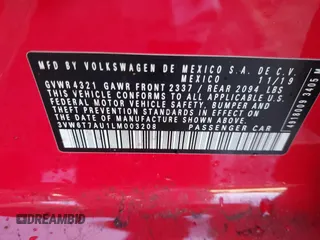 MFD BY VOLKSWAGEN DE MEXICO S.A. DE C.V.
MEXICO 11/19
GVWR4321 GAWR FRONT 2337 / REAR 2094 LBS
THIS VEHICLE CONFORMS TO ALL APPLICABLE
FEDERAL MOTOR VEHICLE SAFETY, BUMPER AND
THEFT PREVENTION STANDARDS IN EFFECT ON
THE DATE OF MANUFACTURE SHOWN ABOVE.
3VW6T7AU1LM003208 PASSENGER CAR
DREAMBID